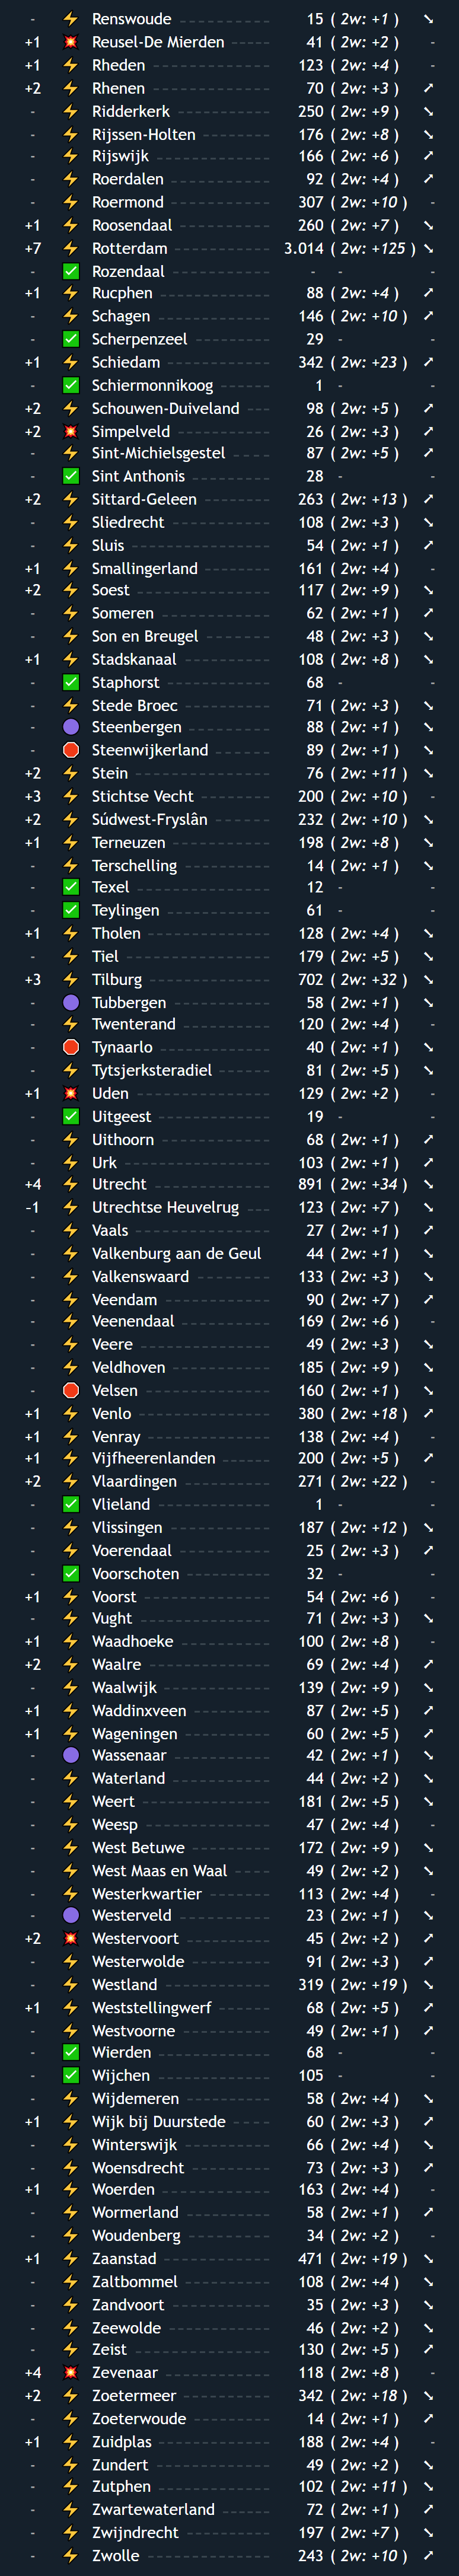 - ⚡ Renswoude 15 ( 2w: +1 ) ➘
+1 💥 Reusel-De Mierden 41 ( 2w: +2 ) -
+1 ⚡ Rheden 123 ( 2w: +4 ) -
+2 ⚡ Rhenen 70 ( 2w: +3 ) ➚
- ⚡ Ridderkerk 250 ( 2w: +9 ) ➘
- ⚡ Rijssen-Holten 176 ( 2w: +8 ) ➘
- ⚡ Rijswijk 166 ( 2w: +6 ) ➚
- ⚡ Roerdalen 92 ( 2w: +4 ) ➚
- ⚡ Roermond 307 ( 2w: +10 ) -
+1 ⚡ Roosendaal 260 ( 2w: +7 ) ➘
+7 ⚡ Rotterdam 3.014 ( 2w: +125 ) ➘
- ✅ Rozendaal - - -
+1 ⚡ Rucphen 88 ( 2w: +4 ) ➚
- ⚡ Schagen 146 ( 2w: +10 ) ➚
- ✅ Scherpenzeel 29 - -
+1 ⚡ Schiedam 342 ( 2w: +23 ) ➚
- ✅ Schiermonnikoog 1 - -
+2 ⚡ Schouwen-Duiveland 98 ( 2w: +5 ) ➚
+2 💥 Simpelveld 26 ( 2w: +3 ) ➚
- ⚡ Sint-Michielsgestel 87 ( 2w: +5 ) ➚
- ✅ Sint Anthonis 28 - -
+2 ⚡ Sittard-Geleen 263 ( 2w: +13 ) ➚
- ⚡ Sliedrecht 108 ( 2w: +3 ) ➘
- ⚡ Sluis 54 ( 2w: +1 ) ➚
+1 ⚡ Smallingerland 161 ( 2w: +4 ) -
+2 ⚡ Soest 117 ( 2w: +9 ) ➘
- ⚡ Someren 62 ( 2w: +1 ) ➚
- ⚡ Son en Breugel 48 ( 2w: +3 ) ➘
+1 ⚡ Stadskanaal 108 ( 2w: +8 ) ➘
- ✅ Staphorst 68 - -
- ⚡ Stede Broec 71 ( 2w: +3 ) ➘
- 🟣 Steenbergen 88 ( 2w: +1 ) ➘
- 🛑 Steenwijkerland 89 ( 2w: +1 ) ➘
+2 ⚡ Stein 76 ( 2w: +11 ) ➘
+3 ⚡ Stichtse Vecht 200 ( 2w: +10 ) -
+2 ⚡ Súdwest-Fryslân 232 ( 2w: +10 ) ➘
+1 ⚡ Terneuzen 198 ( 2w: +8 ) ➘
- ⚡ Terschelling 14 ( 2w: +1 ) ➘
- ✅ Texel 12 - -
- ✅ Teylingen 61 - -
+1 ⚡ Tholen 128 ( 2w: +4 ) ➘
- ⚡ Tiel 179 ( 2w: +5 ) ➘
+3 ⚡ Tilburg 702 ( 2w: +32 ) ➘
- 🟣 Tubbergen 58 ( 2w: +1 ) ➘
- ⚡ Twenterand 120 ( 2w: +4 ) -
- 🛑 Tynaarlo 40 ( 2w: +1 ) ➘
- ⚡ Tytsjerksteradiel 81 ( 2w: +5 ) ➘
+1 💥 Uden 129 ( 2w: +2 ) -
- ✅ Uitgeest 19 - -
- ⚡ Uithoorn 68 ( 2w: +1 ) ➚
- ⚡ Urk 103 ( 2w: +1 ) ➚
+4 ⚡ Utrecht 891 ( 2w: +34 ) ➘
-1 ⚡ Utrechtse Heuvelrug 123 ( 2w: +7 ) ➘
- ⚡ Vaals 27 ( 2w: +1 ) ➚
- ⚡ Valkenburg aan de Geul 44 ( 2w: +1 ) ➘
- ⚡ Valkenswaard 133 ( 2w: +3 ) ➘
- ⚡ Veendam 90 ( 2w: +7 ) ➚
- ⚡ Veenendaal 169 ( 2w: +6 ) -
- ⚡ Veere 49 ( 2w: +3 ) ➘
- ⚡ Veldhoven 185 ( 2w: +9 ) ➘
- 🛑 Velsen 160 ( 2w: +1 ) ➘
+1 ⚡ Venlo 380 ( 2w: +18 ) ➚
+1 ⚡ Venray 138 ( 2w: +4 ) -
+1 ⚡ Vijfheerenlanden 200 ( 2w: +5 ) ➚
+2 ⚡ Vlaardingen 271 ( 2w: +22 ) -
- ✅ Vlieland 1 - -
- ⚡ Vlissingen 187 ( 2w: +12 ) ➘
- ⚡ Voerendaal 25 ( 2w: +3 ) ➚
- ✅ Voorschoten 32 - -
+1 ⚡ Voorst 54 ( 2w: +6 ) -
- ⚡ Vught 71 ( 2w: +3 ) ➘
+1 ⚡ Waadhoeke 100 ( 2w: +8 ) -
+2 ⚡ Waalre 69 ( 2w: +4 ) ➚
- ⚡ Waalwijk 139 ( 2w: +9 ) ➘
+1 ⚡ Waddinxveen 87 ( 2w: +5 ) ➚
+1 ⚡ Wageningen 60 ( 2w: +5 ) ➚
- 🟣 Wassenaar 42 ( 2w: +1 ) ➘
- ⚡ Waterland 44 ( 2w: +2 ) ➘
- ⚡ Weert 181 ( 2w: +5 ) ➘
- ⚡ Weesp 47 ( 2w: +4 ) -
- ⚡ West Betuwe 172 ( 2w: +9 ) ➘
- ⚡ West Maas en Waal 49 ( 2w: +2 ) ➘
- ⚡ Westerkwartier 113 ( 2w: +4 ) -
- 🟣 Westerveld 23 ( 2w: +1 ) ➘
+2 💥 Westervoort 45 ( 2w: +2 ) ➚
- ⚡ Westerwolde 91 ( 2w: +3 ) ➚
- ⚡ Westland 319 ( 2w: +19 ) ➘
+1 ⚡ Weststellingwerf 68 ( 2w: +5 ) ➚
- ⚡ Westvoorne 49 ( 2w: +1 ) ➚
- ✅ Wierden 68 - -
- ✅ Wijchen 105 - -
- ⚡ Wijdemeren 58 ( 2w: +4 ) ➘
+1 ⚡ Wijk bij Duurstede 60 ( 2w: +3 ) ➚
- ⚡ Winterswijk 66 ( 2w: +4 ) ➘
- ⚡ Woensdrecht 73 ( 2w: +3 ) ➚
+1 ⚡ Woerden 163 ( 2w: +4 ) -
- ⚡ Wormerland 58 ( 2w: +1 ) ➚
- ⚡ Woudenberg 34 ( 2w: +2 ) -
+1 ⚡ Zaanstad 471 ( 2w: +19 ) ➘
- ⚡ Zaltbommel 108 ( 2w: +4 ) ➘
- ⚡ Zandvoort 35 ( 2w: +3 ) ➘
- ⚡ Zeewolde 46 ( 2w: +2 ) ➘
- ⚡ Zeist 130 ( 2w: +5 ) ➚
+4 💥 Zevenaar 118 ( 2w: +8 ) -
+2 ⚡ Zoetermeer 342 ( 2w: +18 ) ➘
- ⚡ Zoeterwoude 14 ( 2w: +1 ) ➚
+1 ⚡ Zuidplas 188 ( 2w: +4 ) -
- ⚡ Zundert 49 ( 2w: +2 ) ➘
- ⚡ Zutphen 102 ( 2w: +11 ) ➘
- ⚡ Zwartewaterland 72 ( 2w: +1 ) ➚
- ⚡ Zwijndrecht 197 ( 2w: +7 ) ➘
- ⚡ Zwolle 243 ( 2w: +10 ) ➚